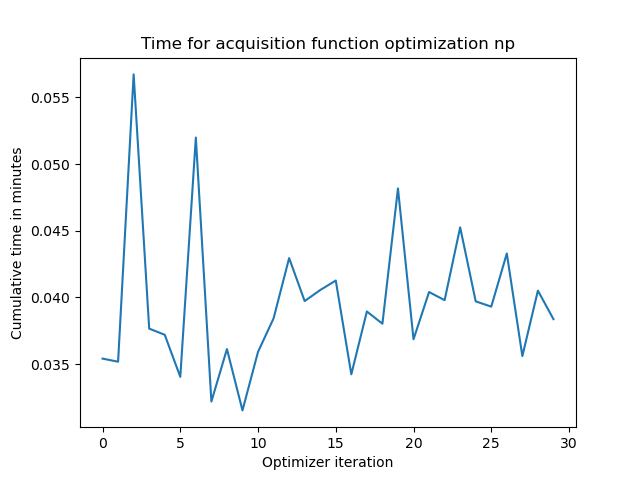 Time for acquisition function optimization np
Cumulative time in minutes
0.055
0.050
0.045
0.040
0.035
0 5 10 15 20 25 30
Optimizer iteration